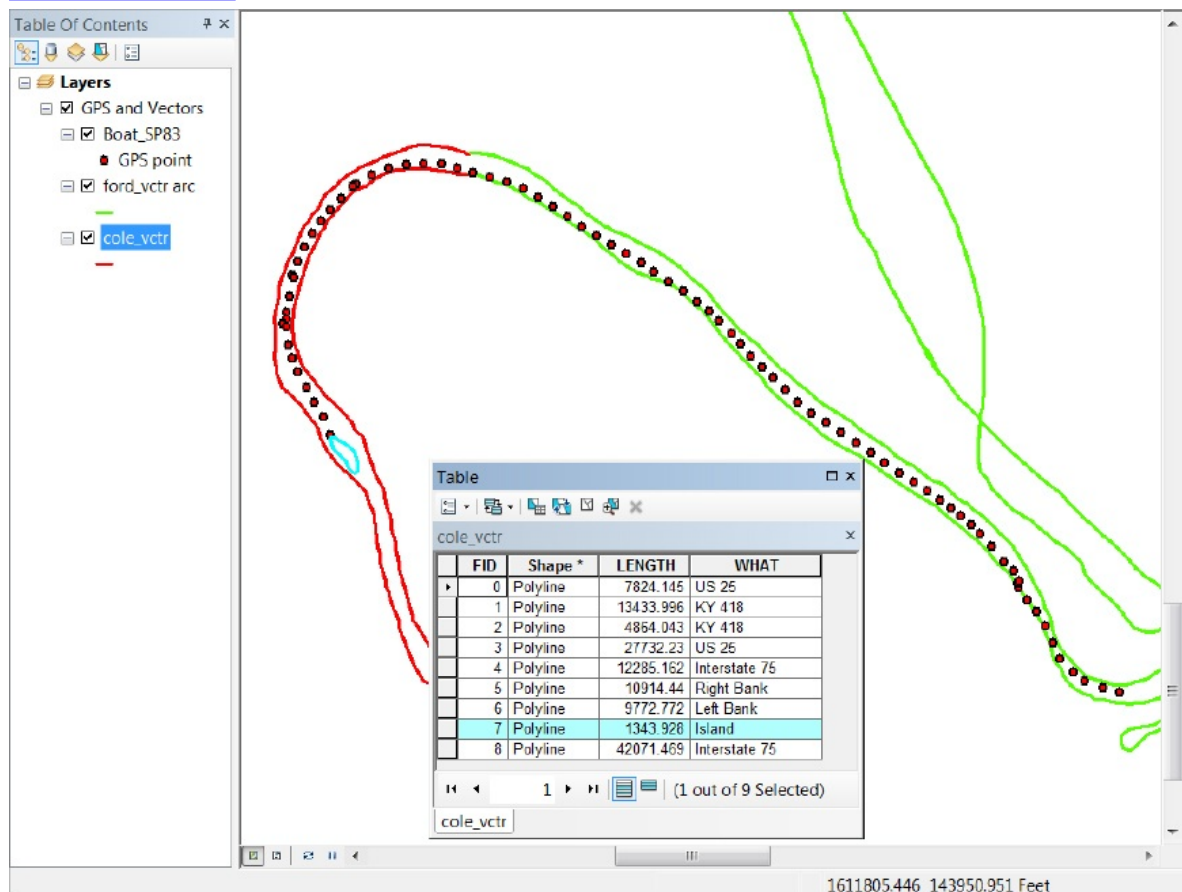 Table Of Contents
Layers
GPS and Vectors
Boat_SP83
GPS point
ford_vctr arc
cole_vctr
Table
cole_vctr
FID Shape * LENGTH WHAT
0 Polyline 7824.145 US 25
1 Polyline 13433.996 KY 418
2 Polyline 4864.043 KY 418
3 Polyline 27732.23 US 25
4 Polyline 12285.162 Interstate 75
5 Polyline 10914.44 Right Bank
6 Polyline 9772.772 Left Bank
7 Polyline 1343.928 Island
8 Polyline 42071.469 Interstate 75
1 (1 out of 9 Selected)
cole_vctr
1611805.446 143950.951 Feet